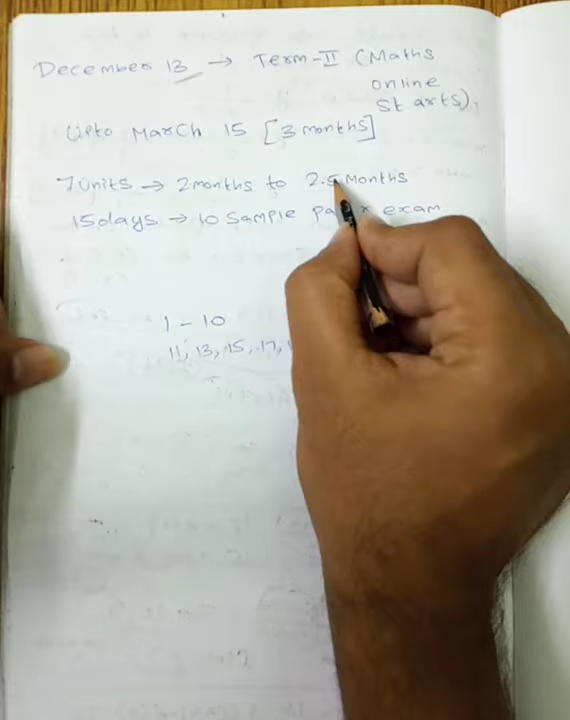 December 13 → Term-II (Maths
online
Starts),
Upto March 15 [3 months]
7 units → 2 months to 2.5 Months
15 days → 10 Sample exam
1 - 10
11, 13, 15, 17,